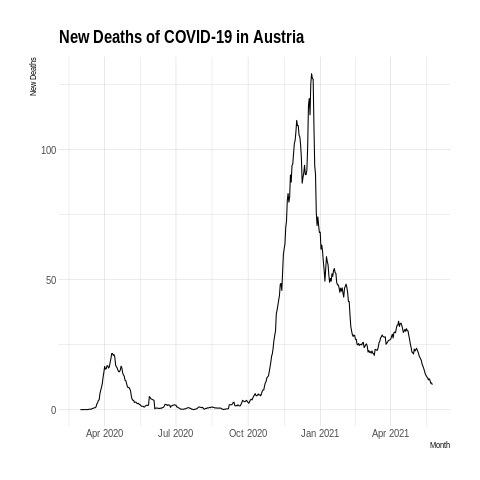 New Deaths of COVID-19 in Austria
New Deaths
100
50
0
Apr 2020 Jul 2020 Oct 2020 Jan 2021 Apr 2021
Month